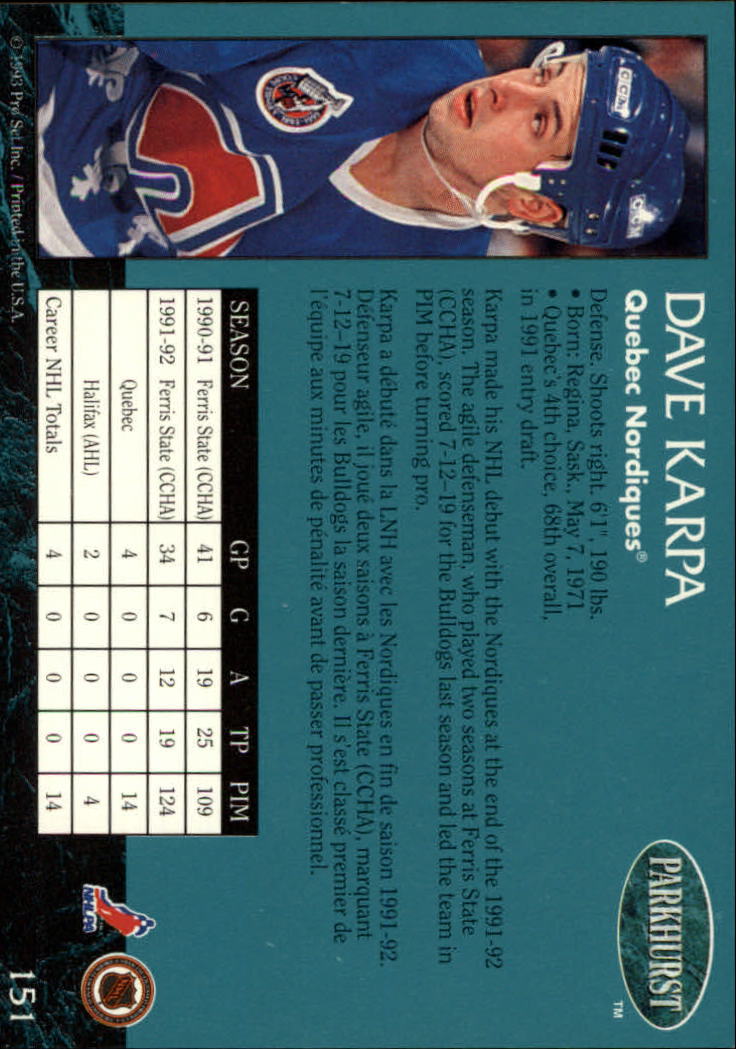 DAVE KARPA
Quebec Nordiques®
Defense. Shoots right. 6'1", 190 lbs.
• Born: Regina, Sask., May 7, 1971
• Quebec's 4th choice, 68th overall,
in 1991 entry draft.
PARKHURST
TM
Karpa made his NHL debut with the Nordiques at the end of the 1991-92
season. The agile defenseman, who played two seasons at Ferris State
(CCHA), scored 7-12–19 for the Bulldogs last season and led the team in
PIM before turning pro.
Karpa a débuté dans la LNH avec les Nordiques en fin de saison 1991-92.
Défenseur agile, il joué deux saisons à Ferris State (CCHA), marquant
7-12–19 pour les Bulldogs la saison dernière. Il s'est classé premier de
l'équipe aux minutes de pénalité avant de passer professionnel.
SEASON GP G A TP PIM
1990-91 Ferris State (CCHA) 41 6 19 25 109
1991-92 Ferris State (CCHA) 34 7 12 19 124
Quebec 4 0 0 0 14
Halifax (AHL) 2 0 0 0 4
Career NHL Totals 4 0 0 0 14
CCM
CCM
NHLPA
NHL
151
© 1993 Pro Set Inc. / Printed in the U.S.A.